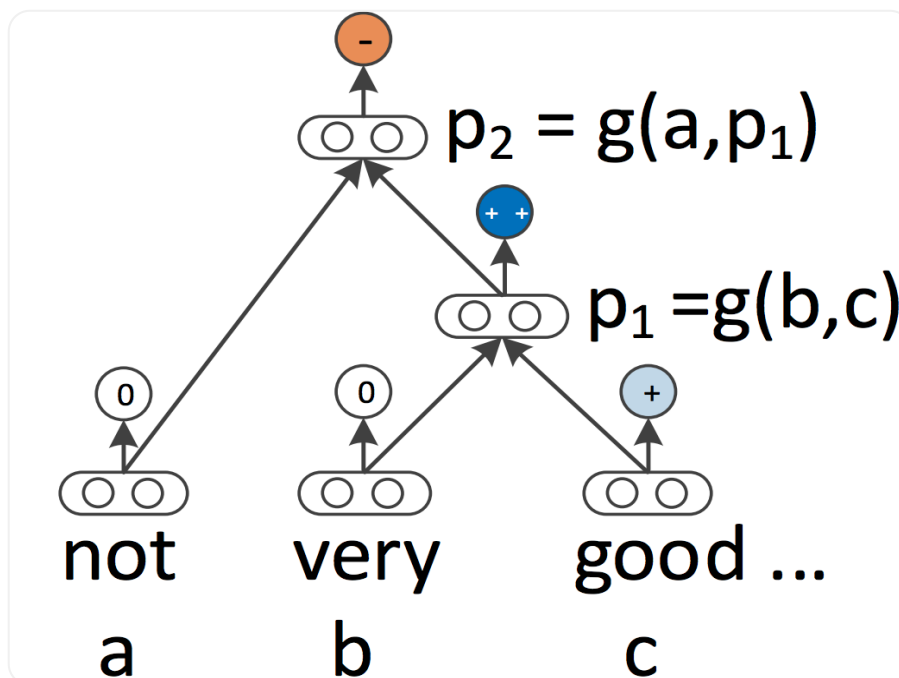 -
p₂ = g(a,p₁)
+ +
p₁ =g(b,c)
0 0 +
not very good ...
a b c